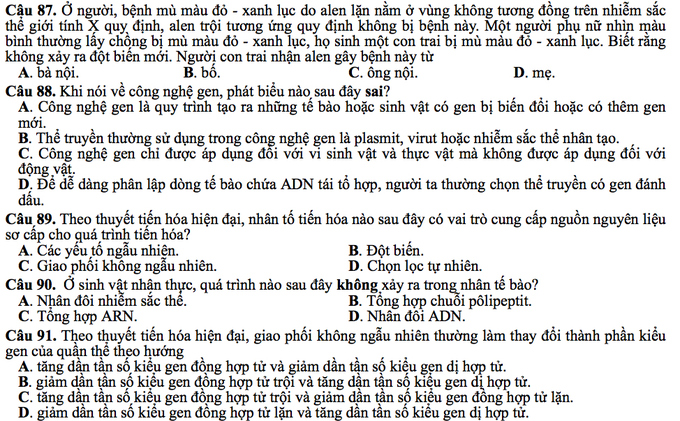 Câu 87. Ở người, bệnh mù màu đỏ - xanh lục do alen lặn nằm ở vùng không tương đồng trên nhiễm sắc
thể giới tính X quy định, alen trội tương ứng quy định không bị bệnh này. Một người phụ nữ nhìn màu
bình thường lấy chồng bị mù màu đỏ - xanh lục, họ sinh một con trai bị mù màu đỏ - xanh lục. Biết rằng
không xảy ra đột biến mới. Người con trai nhận alen gây bệnh này từ
A. bà nội. B. bố. C. ông nội. D. mẹ.
Câu 88. Khi nói về công nghệ gen, phát biểu nào sau đây sai?
A. Công nghệ gen là quy trình tạo ra những tế bào hoặc sinh vật có gen bị biến đổi hoặc có thêm gen
mới.
B. Thể truyền thường sử dụng trong công nghệ gen là plasmit, virut hoặc nhiễm sắc thể nhân tạo.
C. Công nghệ gen chỉ được áp dụng đối với vi sinh vật và thực vật mà không được áp dụng đối với
động vật.
D. Để dễ dàng phân lập dòng tế bào chứa ADN tái tổ hợp, người ta thường chọn thể truyền có gen đánh
dấu.
Câu 89. Theo thuyết tiến hóa hiện đại, nhân tố tiến hóa nào sau đây có vai trò cung cấp nguồn nguyên liệu
sơ cấp cho quá trình tiến hóa?
A. Các yếu tố ngẫu nhiên. B. Đột biến.
C. Giao phối không ngẫu nhiên. D. Chọn lọc tự nhiên.
Câu 90. Ở sinh vật nhân thực, quá trình nào sau đây không xảy ra trong nhân tế bào?
A. Nhân đôi nhiễm sắc thể. B. Tổng hợp chuỗi pôlipeptit.
C. Tổng hợp ARN. D. Nhân đôi ADN.
Câu 91. Theo thuyết tiến hóa hiện đại, giao phối không ngẫu nhiên thường làm thay đổi thành phần kiểu
gen của quần thể theo hướng
A. tăng dần tần số kiểu gen đồng hợp tử và giảm dần tần số kiểu gen dị hợp tử.
B. giảm dần tần số kiểu gen đồng hợp tử trội và tăng dần tần số kiểu gen dị hợp tử.
C. tăng dần tần số kiểu gen đồng hợp tử trội và giảm dần tần số kiểu gen đồng hợp tử lặn.
D. giảm dần tần số kiểu gen đồng hợp tử lặn và tăng dần tần số kiểu gen dị hợp tử.